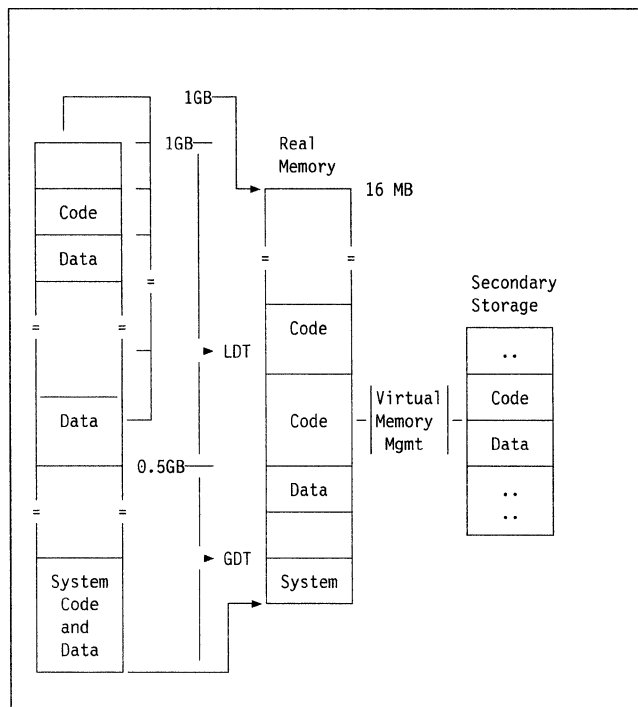 1GB
1GB
Real
Memory
16 MB
Code
Data
Secondary
Storage
Code
..
LDT
Code
Virtual
Memory
Mgmt
Code
Data
Data
0.5GB
Data
..
..
GDT
System
Code
and
Data
System